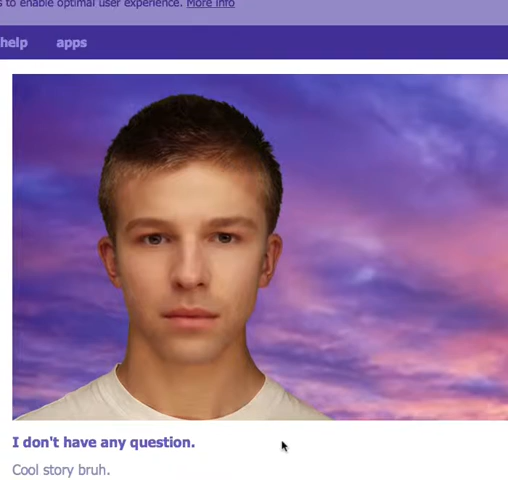 s to enable optimal user experience. More info
help apps
I don't have any question.
Cool story bruh.